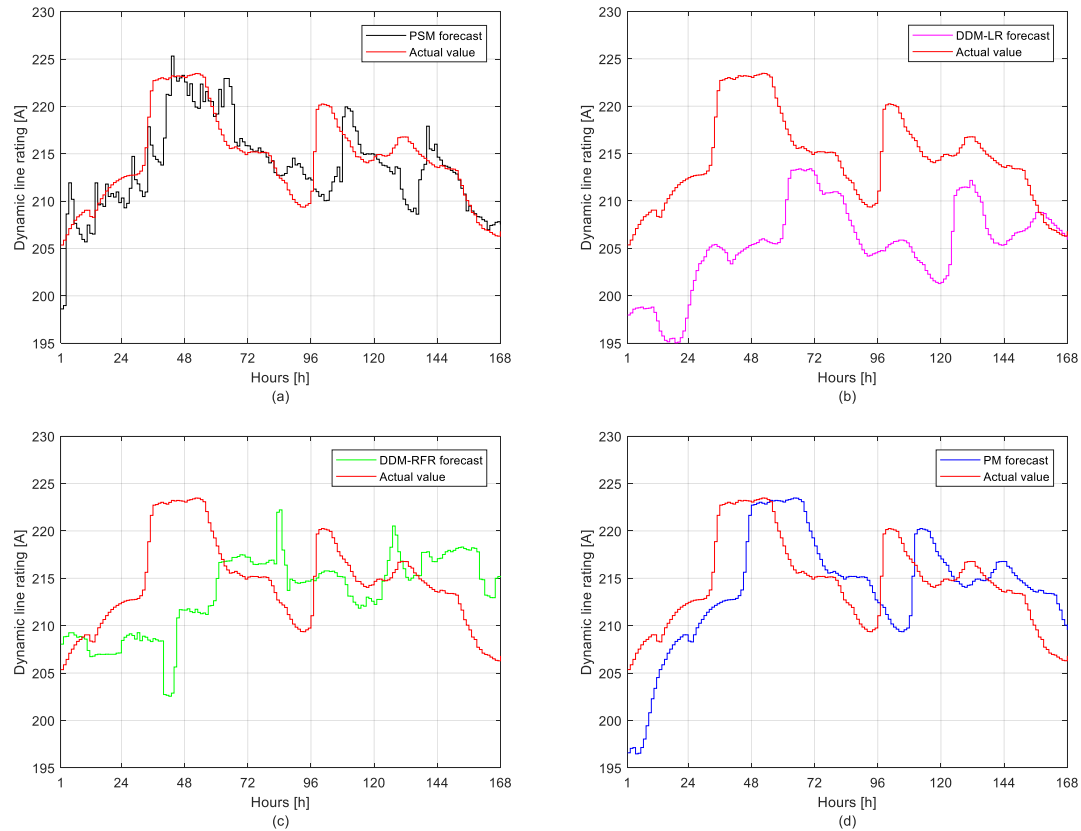 230
225
220
215
210
205
200
195
Dynamic line rating [A]
PSM forecast
Actual value
1 24 48 72 96 120 144 168
Hours [h]
(a)
230
225
220
215
210
205
200
195
Dynamic line rating [A]
DDM-LR forecast
Actual value
1 24 48 72 96 120 144 168
Hours [h]
(b)
230
225
220
215
210
205
200
195
Dynamic line rating [A]
DDM-RFR forecast
Actual value
1 24 48 72 96 120 144 168
Hours [h]
(c)
230
225
220
215
210
205
200
195
Dynamic line rating [A]
PM forecast
Actual value
1 24 48 72 96 120 144 168
Hours [h]
(d)